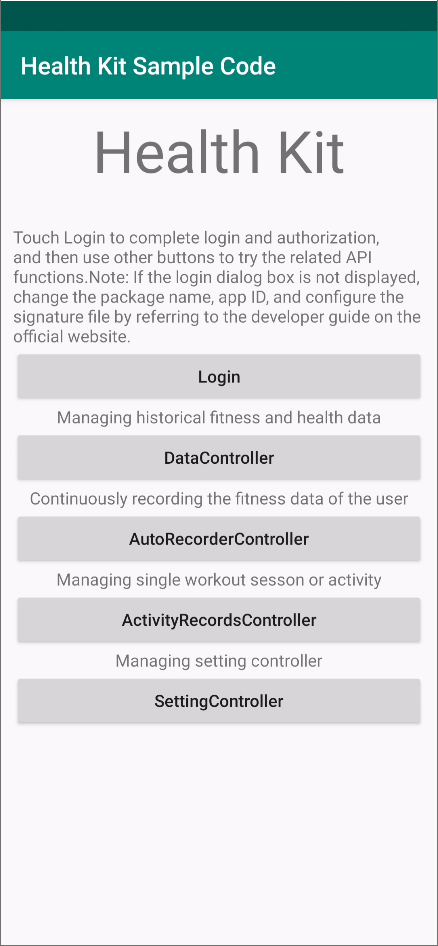 Health Kit Sample Code
Health Kit
Touch Login to complete login and authorization,
and then use other buttons to try the related API
functions.Note: If the login dialog box is not displayed,
change the package name, app ID, and configure the
signature file by referring to the developer guide on the
official website.
Login
Managing historical fitness and health data
DataController
Continuously recording the fitness data of the user
AutoRecorderController
Managing single workout sesson or activity
ActivityRecordsController
Managing setting controller
SettingController